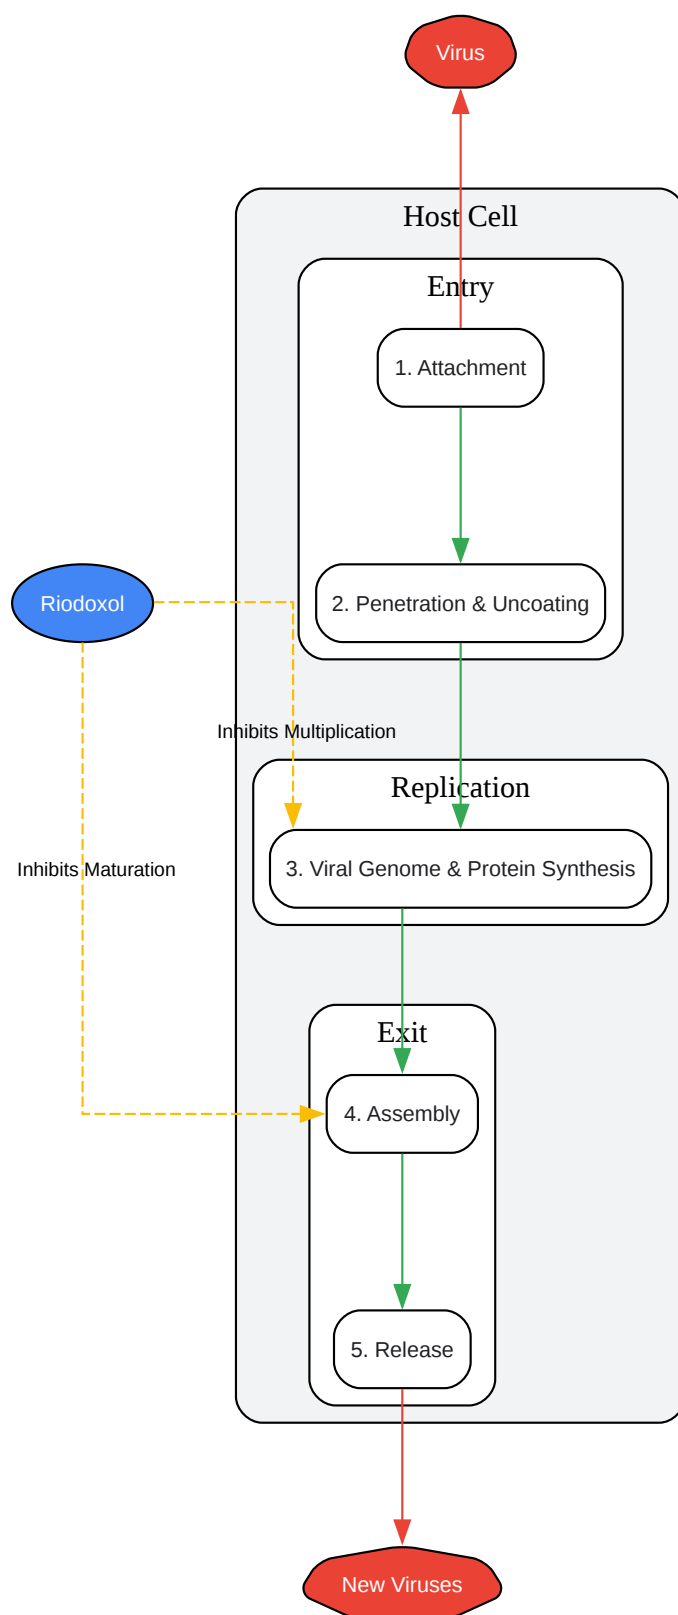 Virus
Host Cell
Entry
1. Attachment
Riodoxol
2. Penetration & Uncoating
Inhibits Multiplication
Replication
Inhibits Maturation
3. Viral Genome & Protein Synthesis
Exit
4. Assembly
5. Release
New Viruses